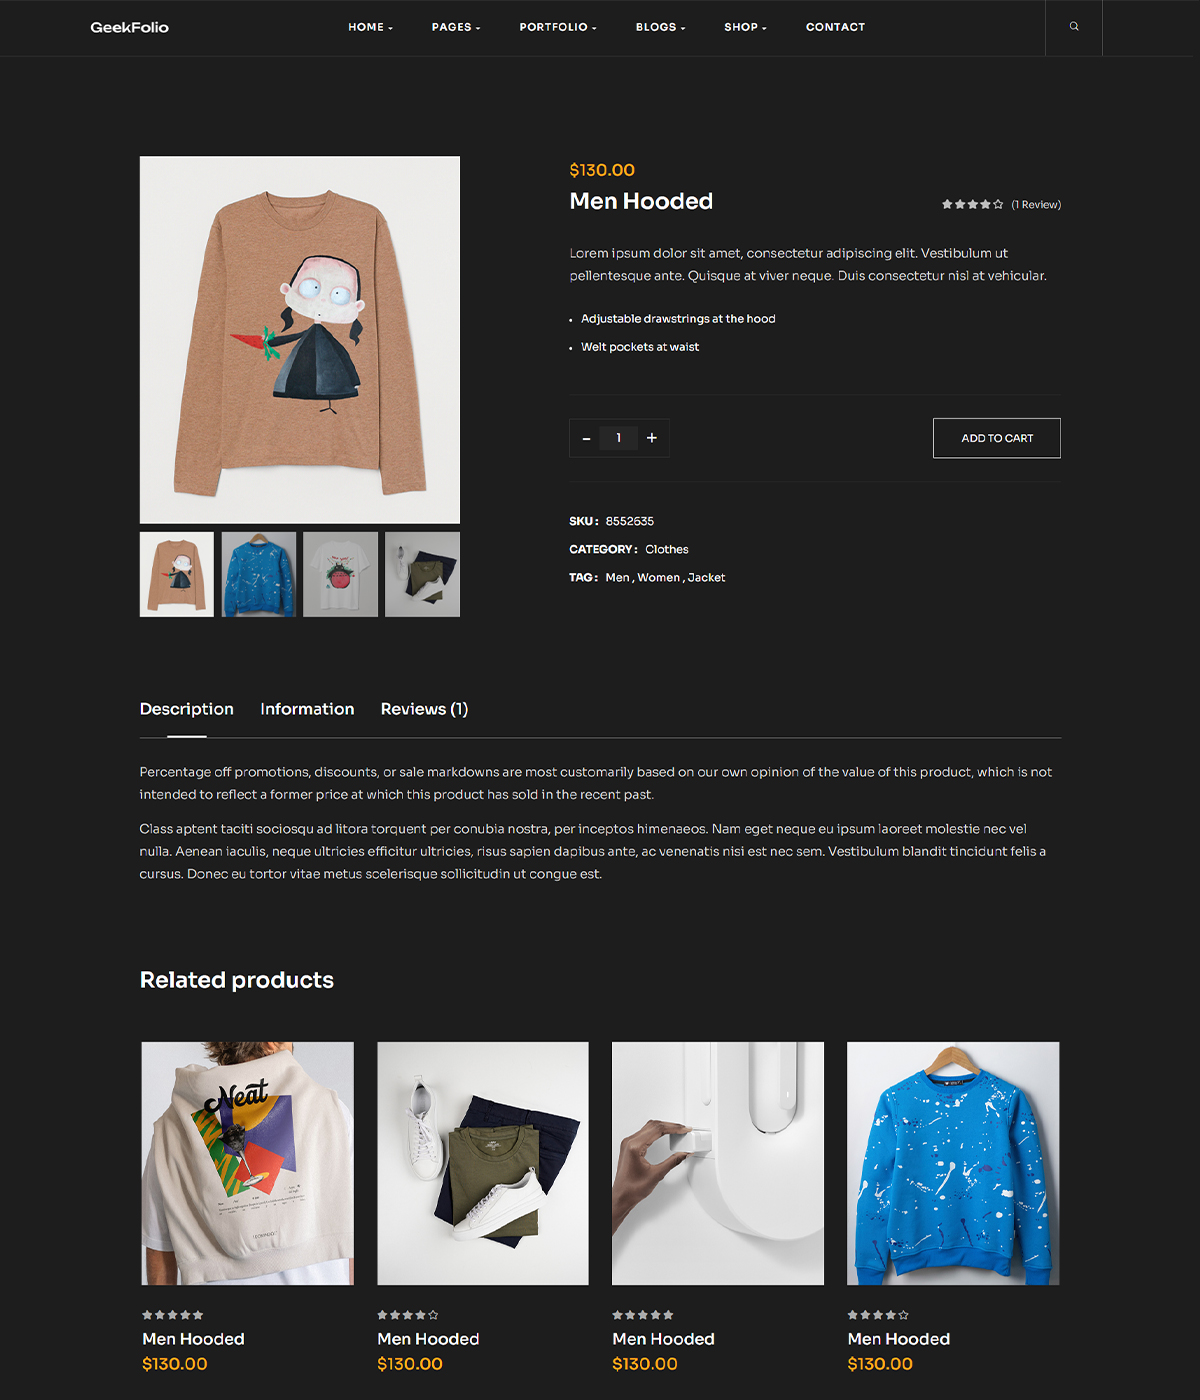 GeekFolio
HOME
PAGES
PORTFOLIO
BLOGS
SHOP
CONTACT
$130.00
Men Hooded
(1 Review)
Lorem ipsum dolor sit amet, consectetur adipiscing elit. Vestibulum ut
pellentesque ante. Quisque at viver neque. Duis consectetur nisl at vehicular.
• Adjustable drawstrings at the hood
• Welt pockets at waist
- 1 +
ADD TO CART
SKU : 8552635
CATEGORY : Clothes
TAG : Men , Women , Jacket
Description
Information
Reviews (1)
Percentage off promotions, discounts, or sale markdowns are most customarily based on our own opinion of the value of this product, which is not
intended to reflect a former price at which this product has sold in the recent past.
Class aptent taciti sociosqu ad litora torquent per conubia nostra, per inceptos himenaeos. Nam eget neque eu ipsum laoreet molestie nec vel
nulla. Aenean iaculis, neque ultricies efficitur ultricies, risus sapien dapibus ante, ac venenatis nisi est nec sem. Vestibulum blandit tincidunt felis a
cursus. Donec eu tortor vitae metus scelerisque sollicitudin ut congue est.
Related products
Neat
Men Hooded
$130.00
Men Hooded
$130.00
Men Hooded
$130.00
Men Hooded
$130.00